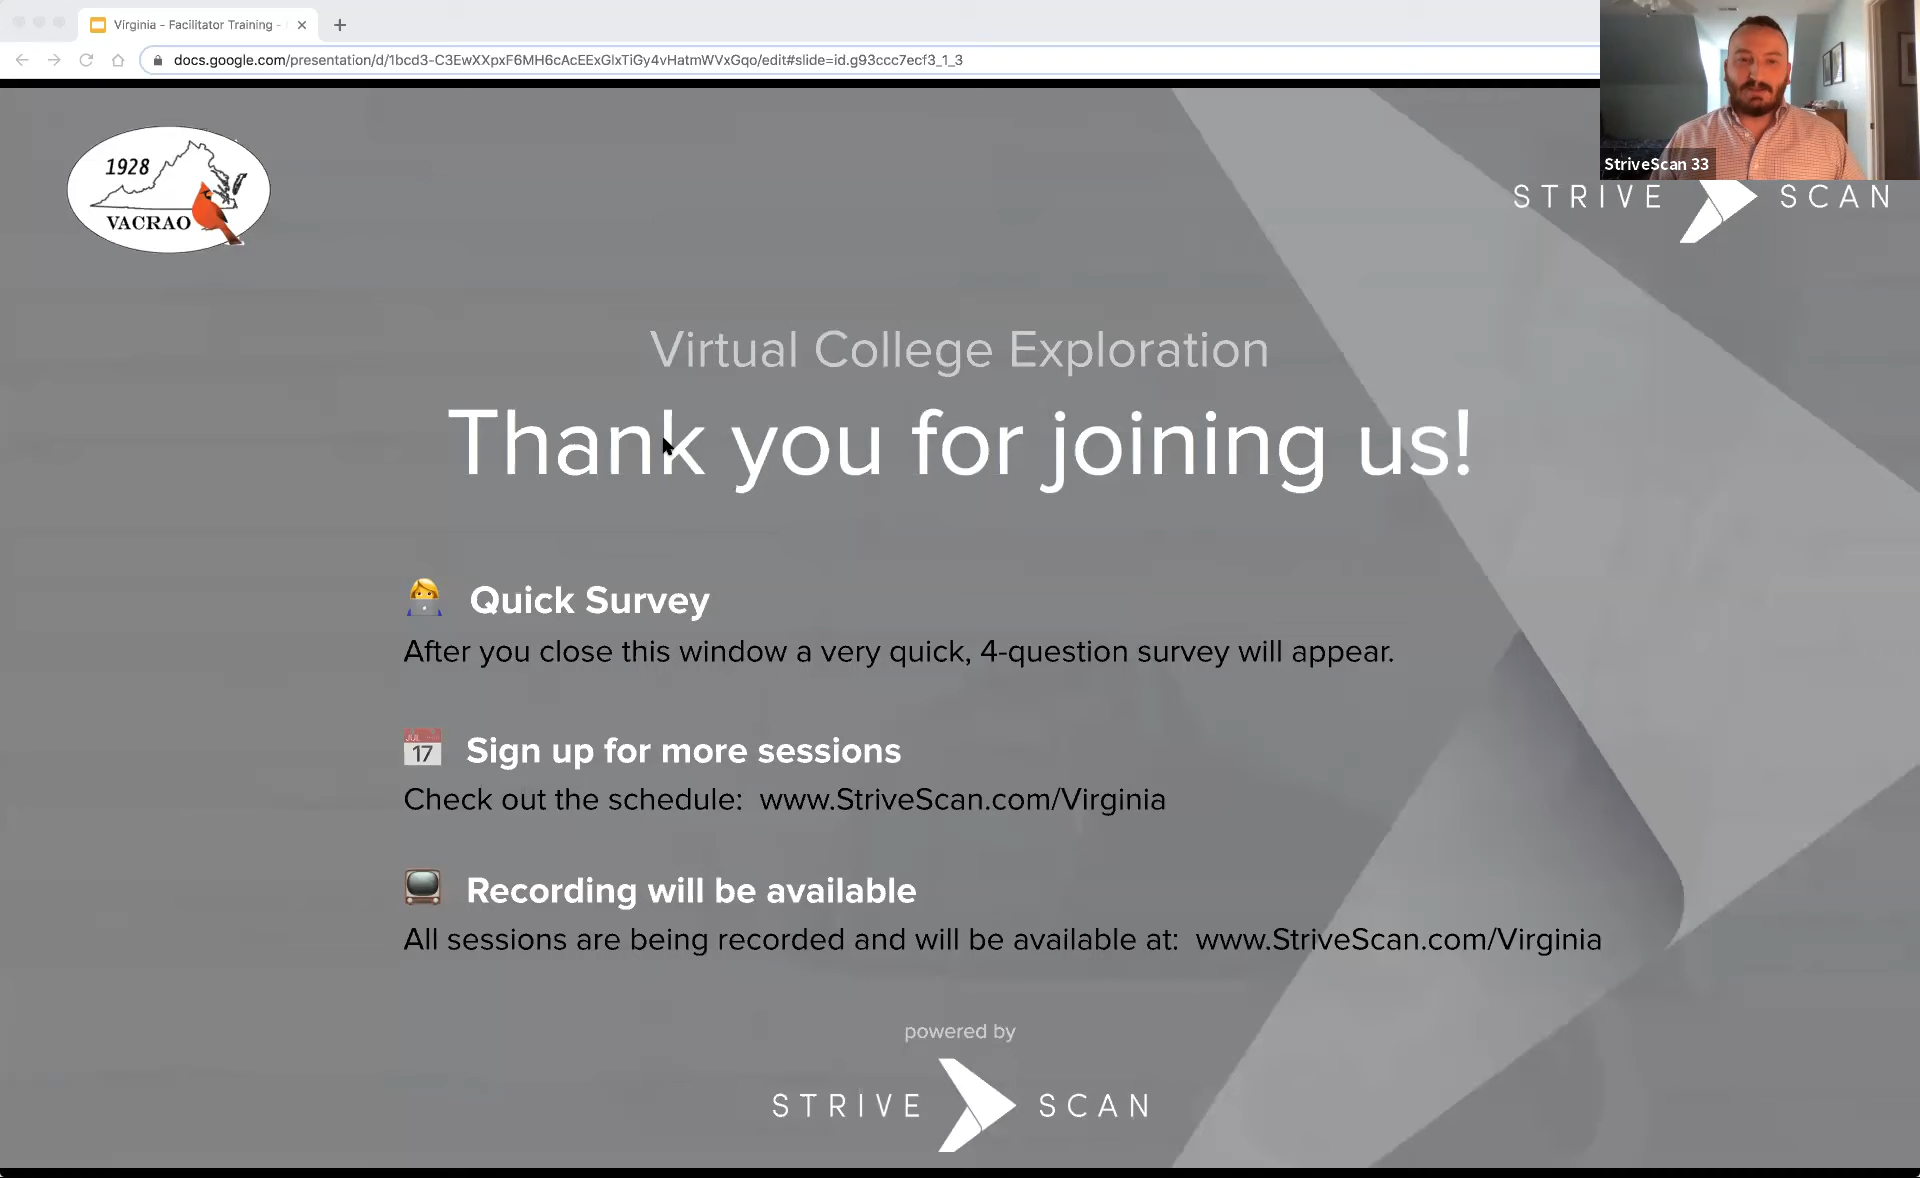 Virginia - Facilitator Training -
docs.google.com/presentation/d/1bcd3-C3EwXXpxF6MH6cAcEExGlxTiGy4vHatmWVxGqo/edit#slide=id.g93ccc7ecf3_1_3
StriveScan 33
1928
VACRAO
STRIVE SCAN
Virtual College Exploration
Thank you for joining us!
Quick Survey
After you close this window a very quick, 4-question survey will appear.
JUL
17
Sign up for more sessions
Check out the schedule: www.StriveScan.com/Virginia
Recording will be available
All sessions are being recorded and will be available at: www.StriveScan.com/Virginia
powered by
STRIVE SCAN